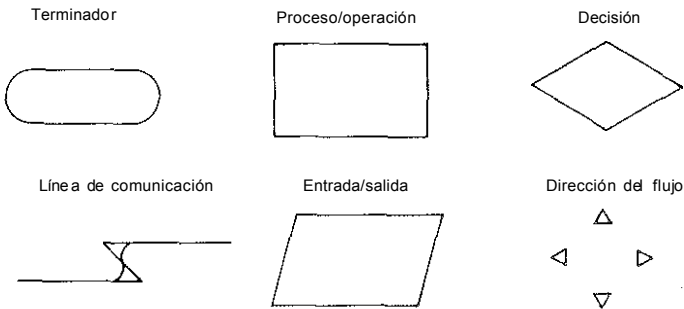 Terminador
Proceso/operación
Decisión
Línea de comunicación
Entrada/salida
Dirección del flujo